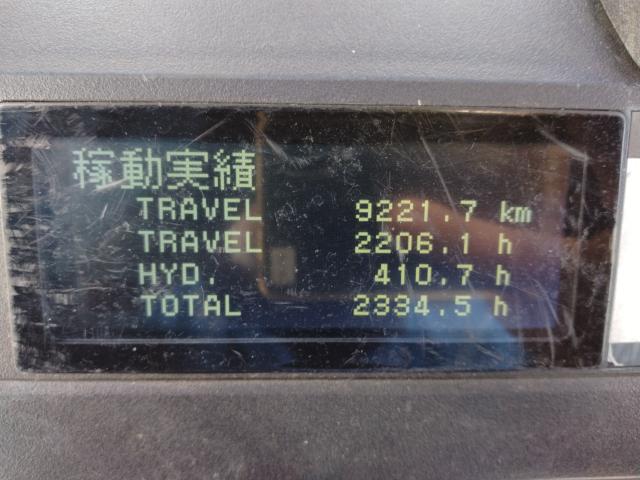 稼動実績
TRAVEL 9221.7 km
TRAVEL 2206.1 h
HYD. 410.7 h
TOTAL 2334.5 h